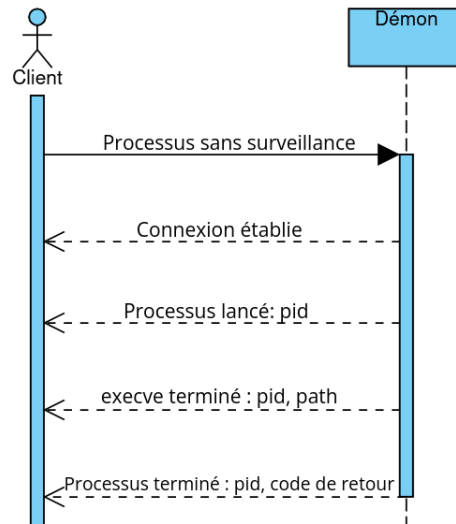 Démon
Client
Processus sans surveillance
Connexion établie
Processus lancé: pid
execve terminé : pid, path
Processus terminé : pid, code de retour